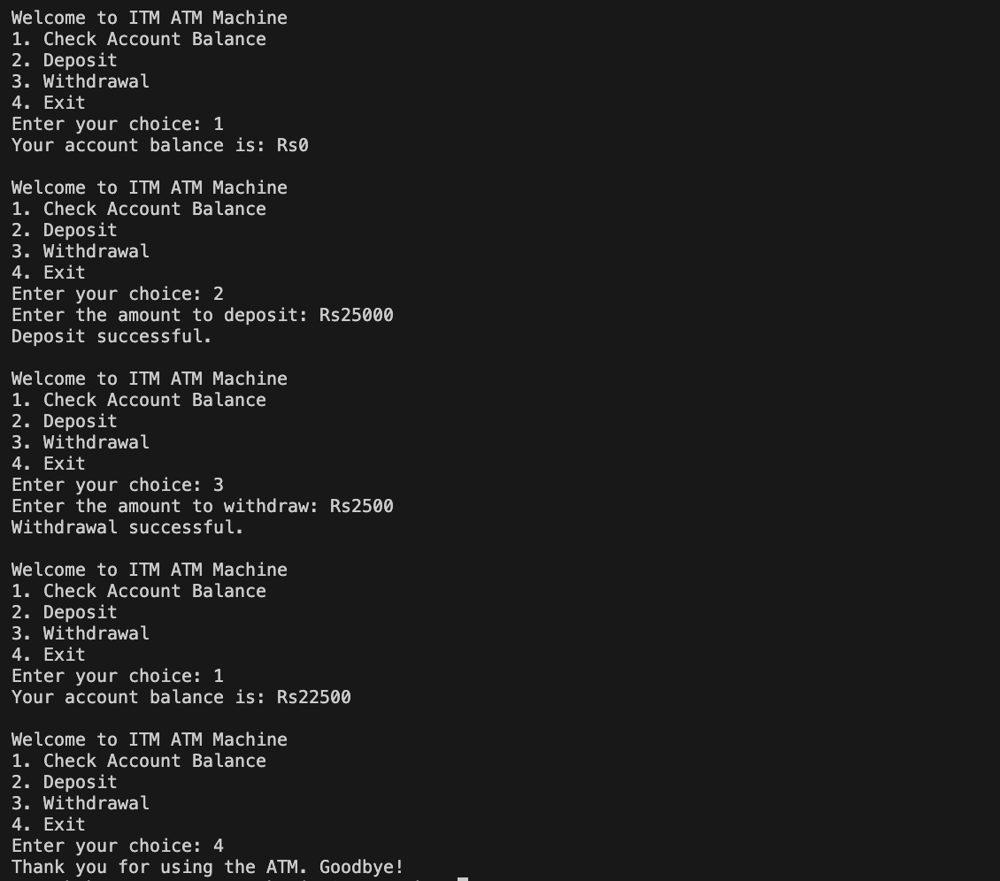 Welcome to ITM ATM Machine
1. Check Account Balance
2. Deposit
3. Withdrawal
4. Exit
Enter your choice: 1
Your account balance is: Rs0
Welcome to ITM ATM Machine
1. Check Account Balance
2. Deposit
3. Withdrawal
4. Exit
Enter your choice: 2
Enter the amount to deposit: Rs25000
Deposit successful.
Welcome to ITM ATM Machine
1. Check Account Balance
2. Deposit
3. Withdrawal
4. Exit
Enter your choice: 3
Enter the amount to withdraw: Rs2500
Withdrawal successful.
Welcome to ITM ATM Machine
1. Check Account Balance
2. Deposit
3. Withdrawal
4. Exit
Enter your choice: 1
Your account balance is: Rs22500
Welcome to ITM ATM Machine
1. Check Account Balance
2. Deposit
3. Withdrawal
4. Exit
Enter your choice: 4
Thank you for using the ATM. Goodbye!